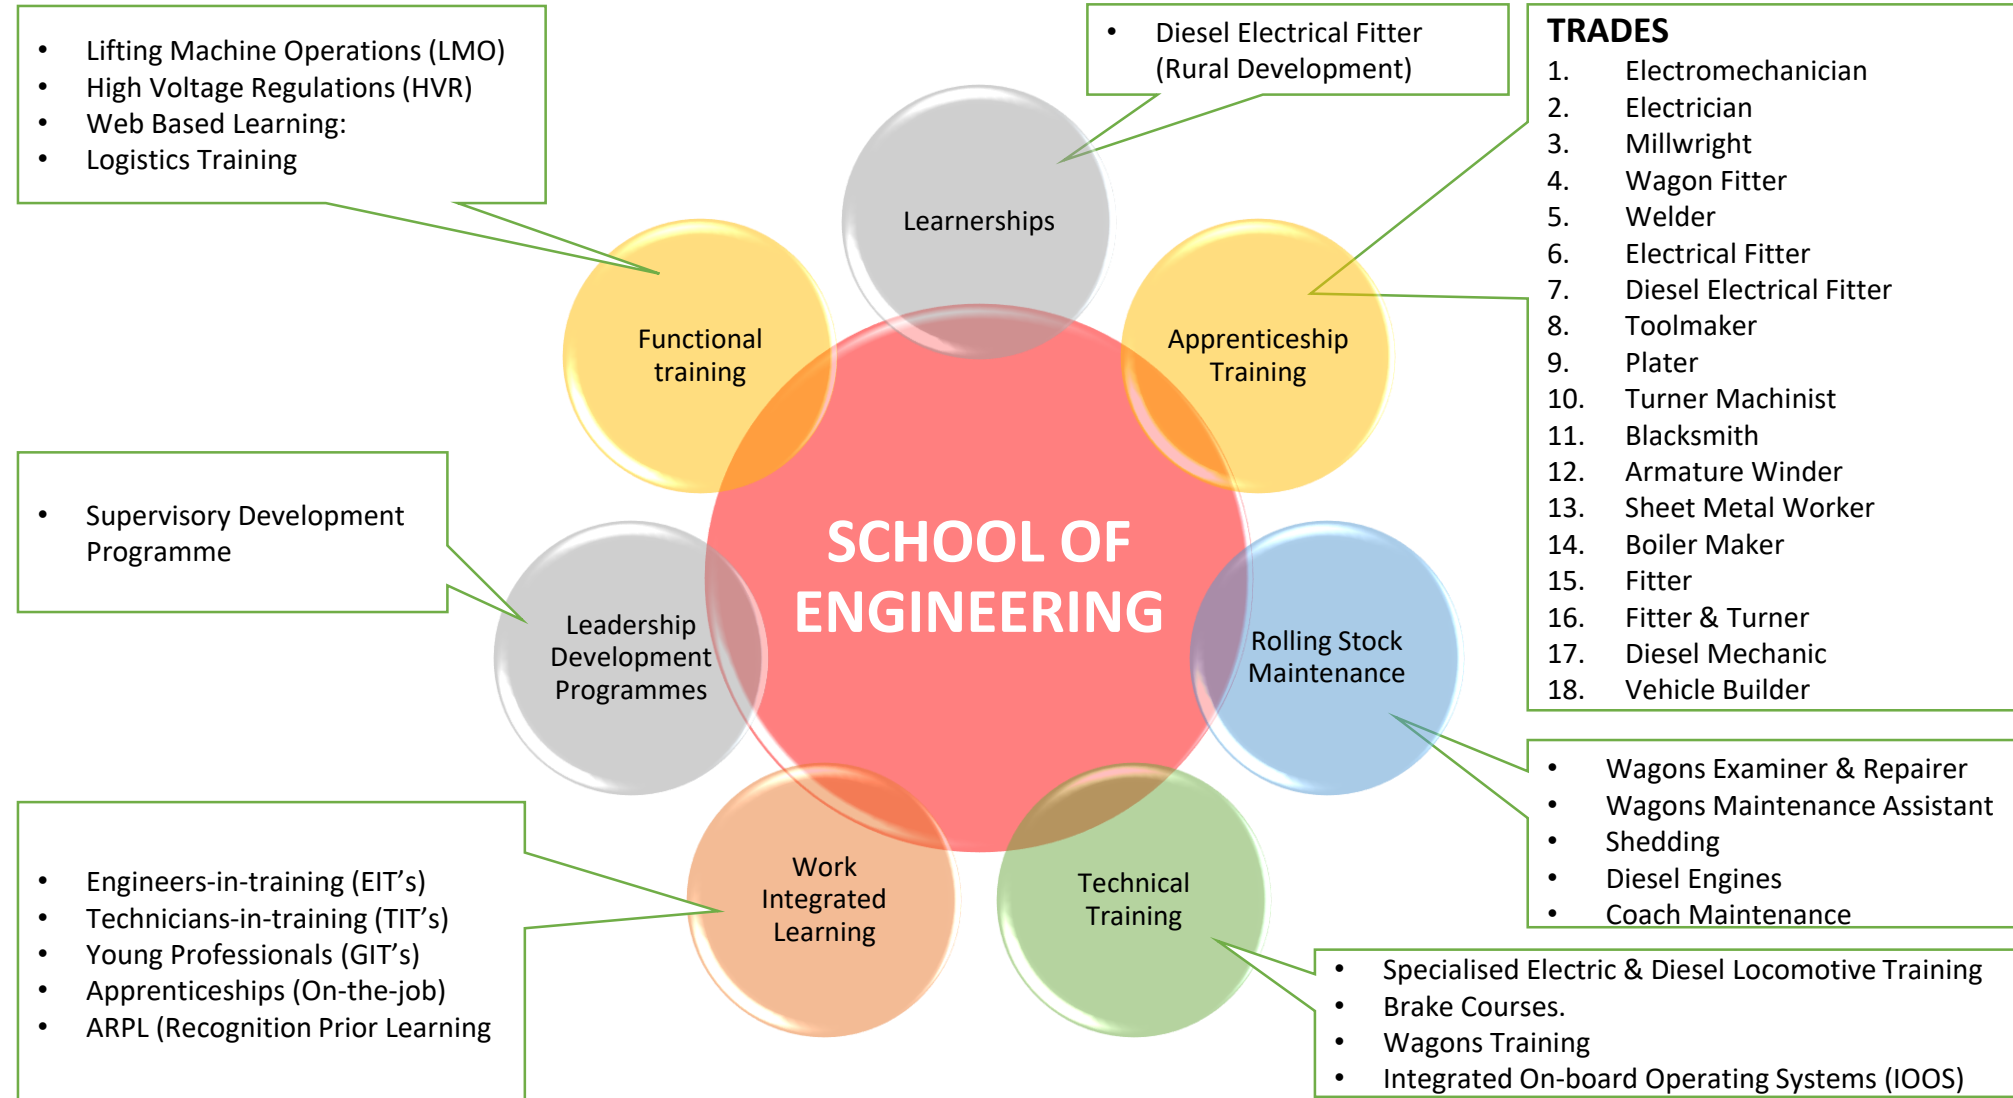 • Lifting Machine Operations (LMO)
• High Voltage Regulations (HVR)
• Web Based Learning:
• Logistics Training
• Diesel Electrical Fitter
(Rural Development)
TRADES
1. Electromechanician
2. Electrician
3. Millwright
4. Wagon Fitter
5. Welder
6. Electrical Fitter
7. Diesel Electrical Fitter
8. Toolmaker
9. Plater
10. Turner Machinist
11. Blacksmith
12. Armature Winder
13. Sheet Metal Worker
14. Boiler Maker
15. Fitter
16. Fitter & Turner
17. Diesel Mechanic
18. Vehicle Builder
Learnerships
Functional
training
Apprenticeship
Training
• Supervisory Development
Programme
SCHOOL OF
ENGINEERING
Leadership
Development
Programmes
Rolling Stock
Maintenance
• Wagons Examiner & Repairer
• Wagons Maintenance Assistant
• Shedding
• Diesel Engines
• Coach Maintenance
Work
Integrated
Learning
Technical
Training
• Engineers-in-training (EIT’s)
• Technicians-in-training (TIT’s)
• Young Professionals (GIT’s)
• Apprenticeships (On-the-job)
• ARPL (Recognition Prior Learning
• Specialised Electric & Diesel Locomotive Training
• Brake Courses.
• Wagons Training
• Integrated On-board Operating Systems (IOOS)